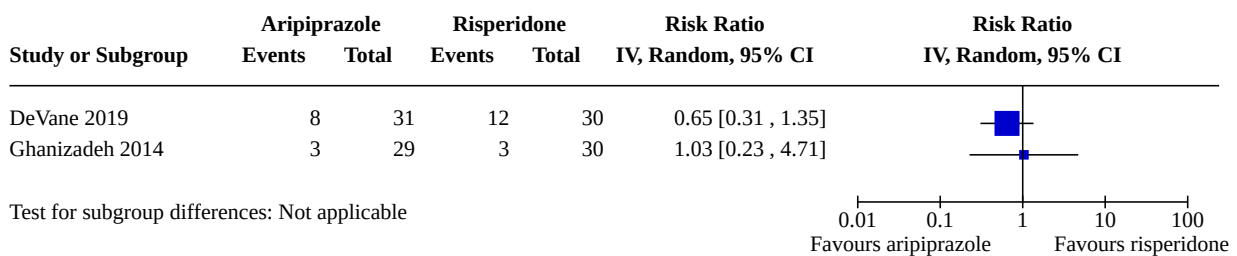 Aripiprazole Risperidone Risk Ratio Risk Ratio
Study or Subgroup Events Total Events Total IV, Random, 95% CI IV, Random, 95% CI
DeVane 2019 8 31 12 30 0.65 [0.31 , 1.35]
Ghanizadeh 2014 3 29 3 30 1.03 [0.23 , 4.71]
Test for subgroup differences: Not applicable
0.01 0.1 1 10 100
Favours aripiprazole Favours risperidone